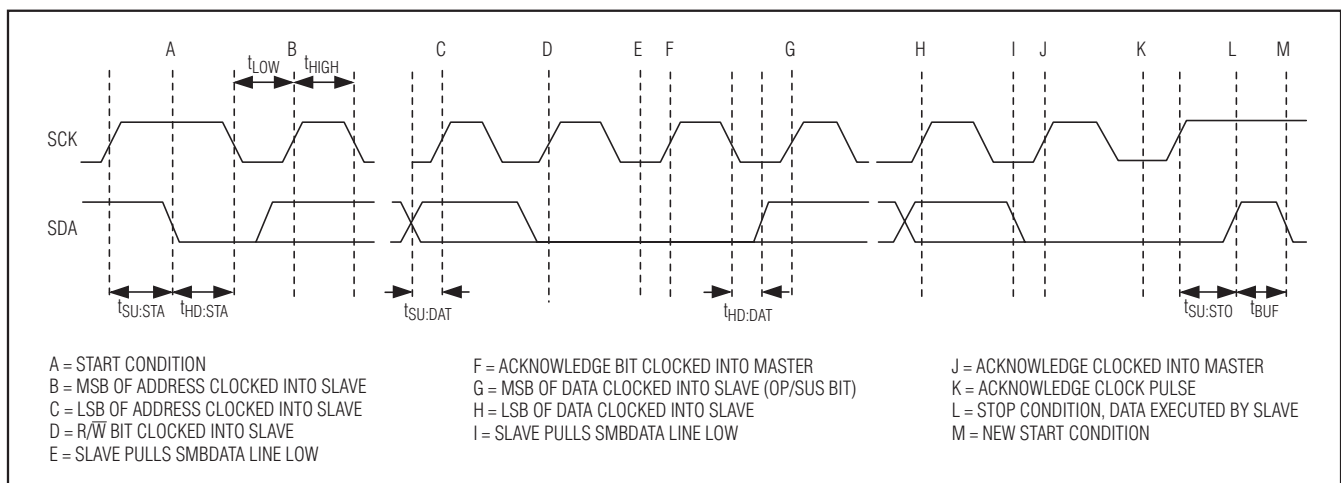 A B C D E F G H I J K L M
tLOW tHIGH
SCK
SDA
tSU:STA tHD:STA tSU:DAT tHD:DAT tSU:STO tBUF
A = START CONDITION
B = MSB OF ADDRESS CLOCKED INTO SLAVE
C = LSB OF ADDRESS CLOCKED INTO SLAVE
D = R/W̅ BIT CLOCKED INTO SLAVE
E = SLAVE PULLS SMBDATA LINE LOW
F = ACKNOWLEDGE BIT CLOCKED INTO MASTER
G = MSB OF DATA CLOCKED INTO SLAVE (OP/SUS BIT)
H = LSB OF DATA CLOCKED INTO SLAVE
I = SLAVE PULLS SMBDATA LINE LOW
J = ACKNOWLEDGE CLOCKED INTO MASTER
K = ACKNOWLEDGE CLOCK PULSE
L = STOP CONDITION, DATA EXECUTED BY SLAVE
M = NEW START CONDITION